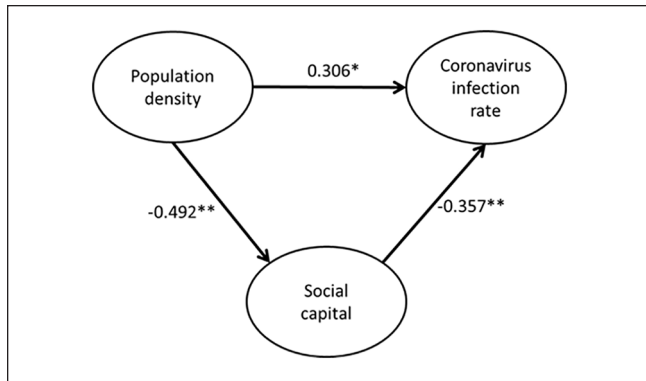 Population
density
0.306*
Coronavirus
infection
rate
-0.492**
-0.357**
Social
capital